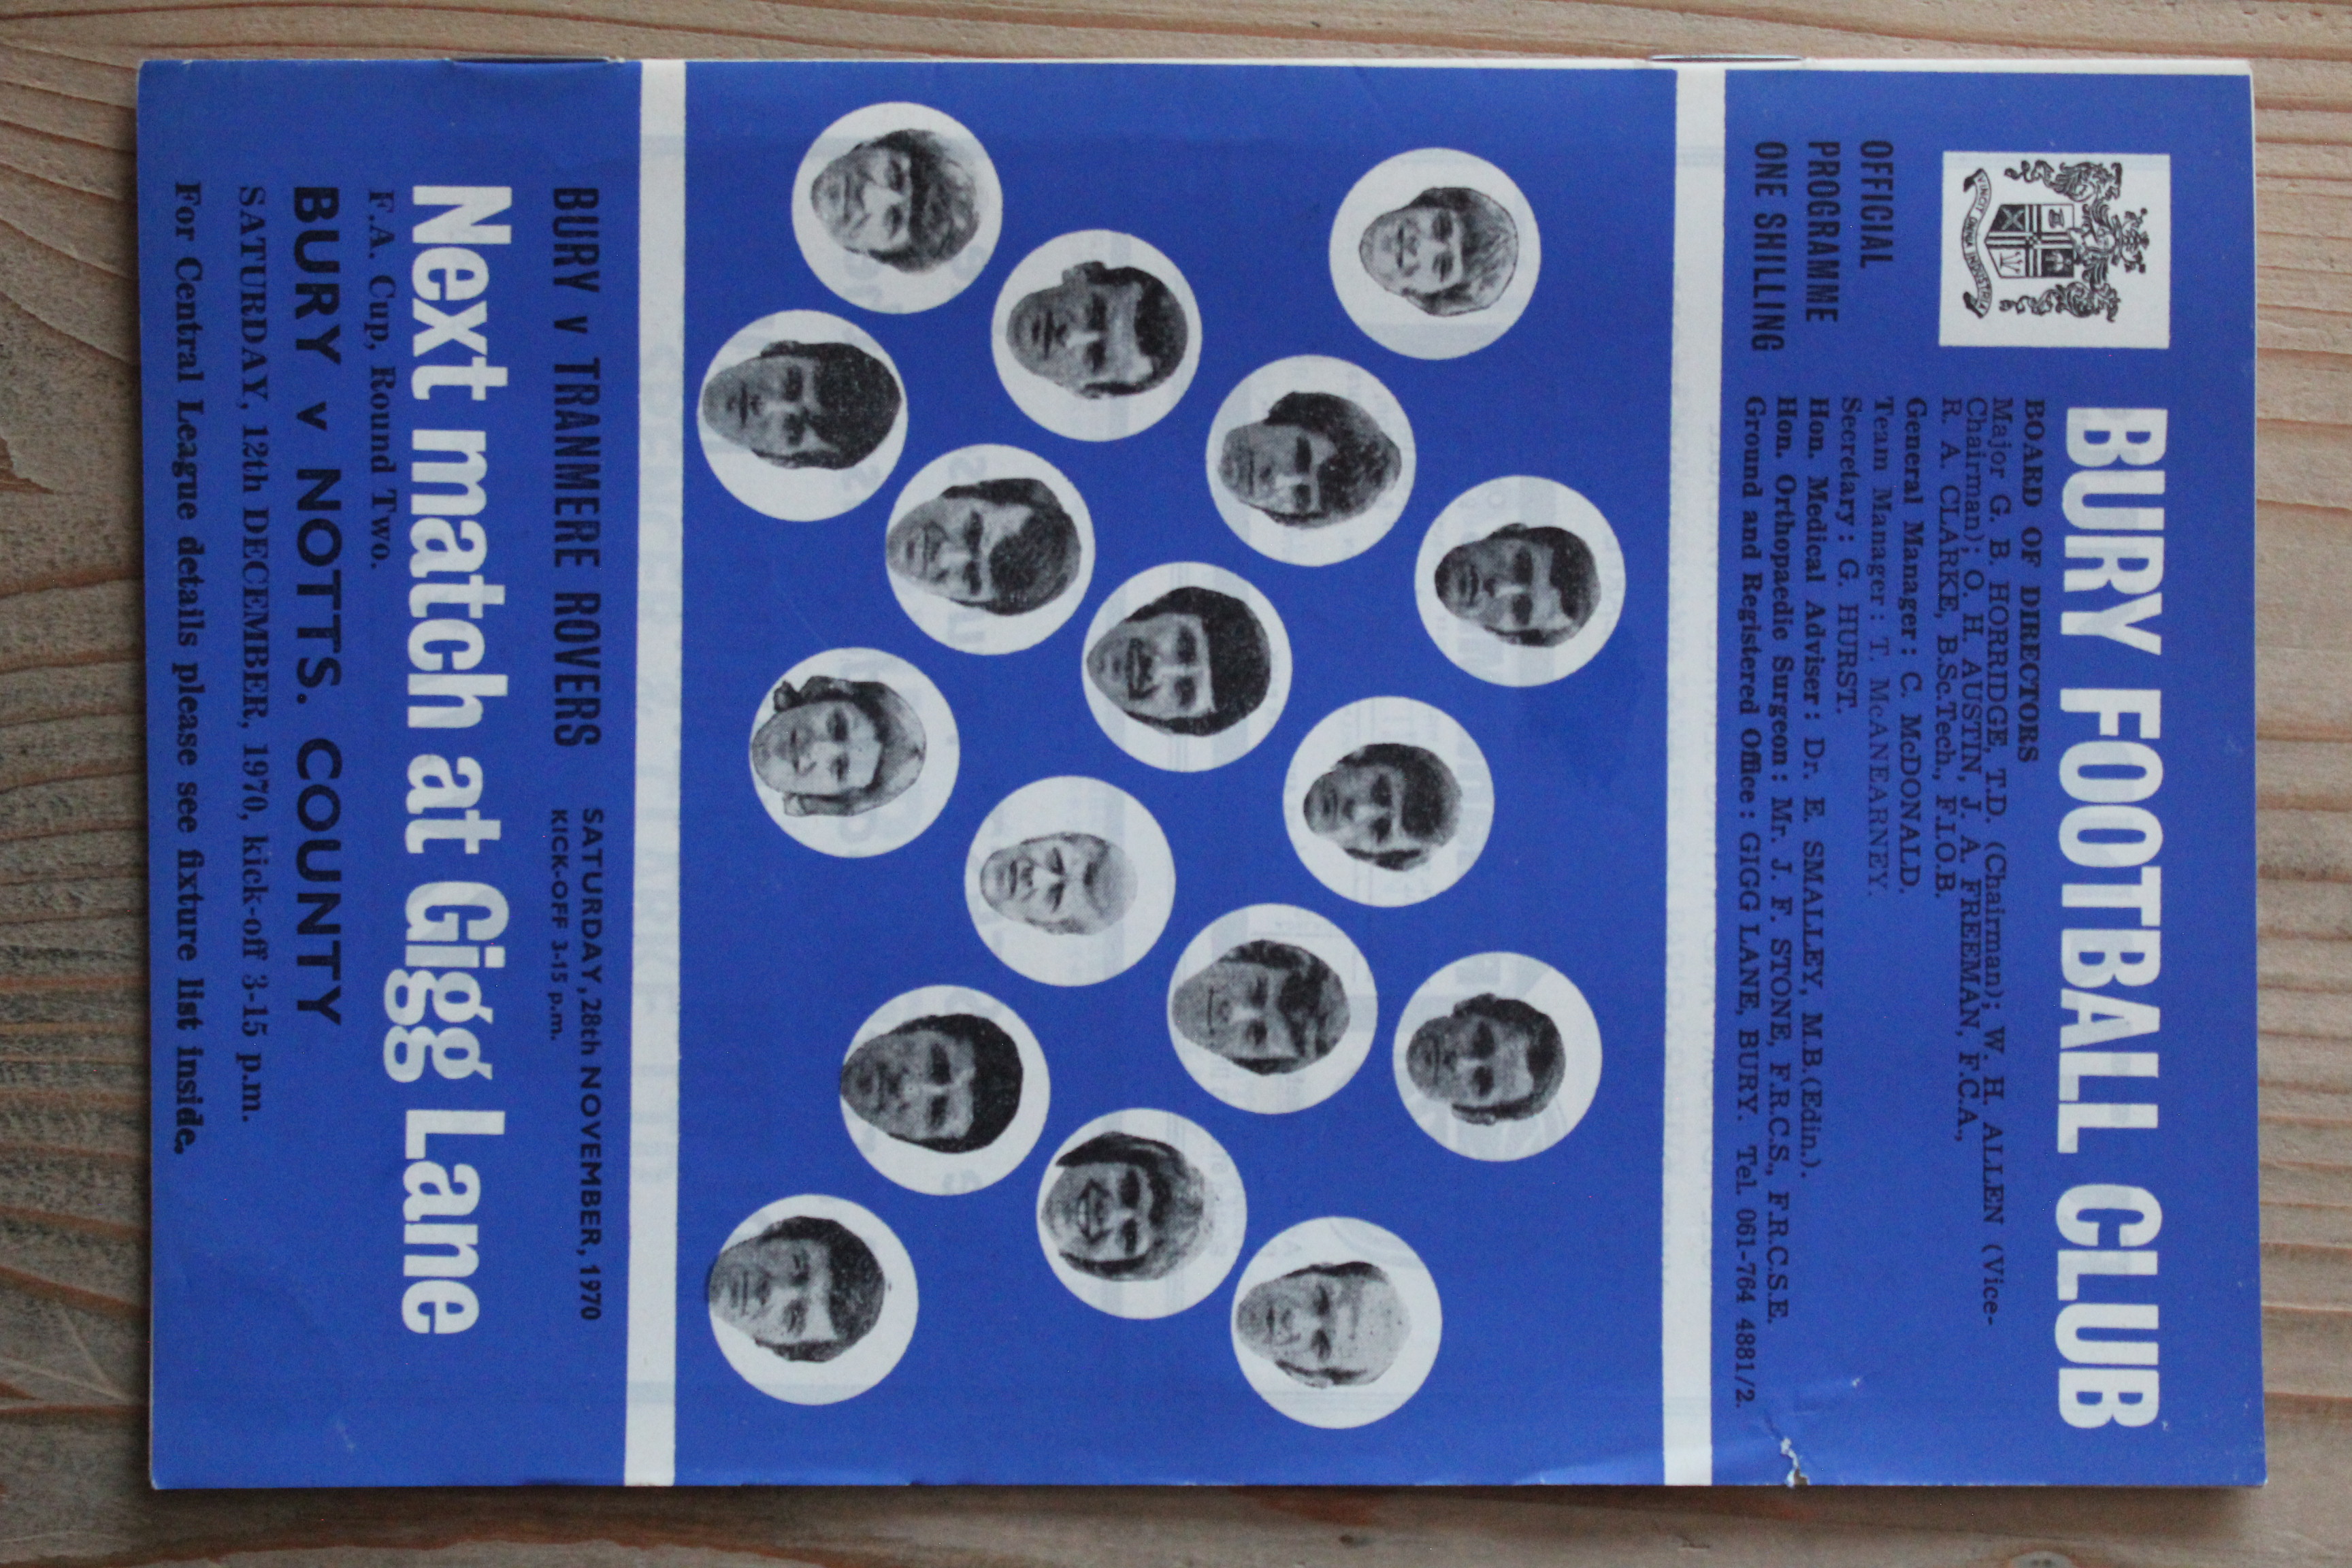 BURY FOOTBALL CLUB
VINCIT OMNIA INDUSTRIA
OFFICIAL
PROGRAMME
ONE SHILLING
BOARD OF DIRECTORS
Major G. B. HORRIDGE, T.D. (Chairman); W. H. ALLEN (Vice-
Chairman); O. H. AUSTIN, J. A. FREEMAN, F.C.A.,
R. A. CLARKE, B.Sc.Tech., F.I.O.B.
General Manager: C. McDONALD.
Team Manager: T. McANEARNEY.
Secretary: G. HURST.
Hon. Medical Adviser: Dr. E. SMALLEY, M.B.(Edin.).
Hon. Orthopaedic Surgeon: Mr. J. F. STONE, F.R.C.S., F.R.C.S.E.
Ground and Registered Office: GIGG LANE, BURY. Tel. 061-764 4881/2.
BURY v TRANMERE ROVERS
SATURDAY, 28th NOVEMBER, 1970
KICK-OFF 3-15 p.m.
Next match at Gigg Lane
F.A. Cup, Round Two.
BURY v NOTTS. COUNTY
SATURDAY, 12th DECEMBER, 1970, kick-off 3-15 p.m.
For Central League details please see fixture list inside.